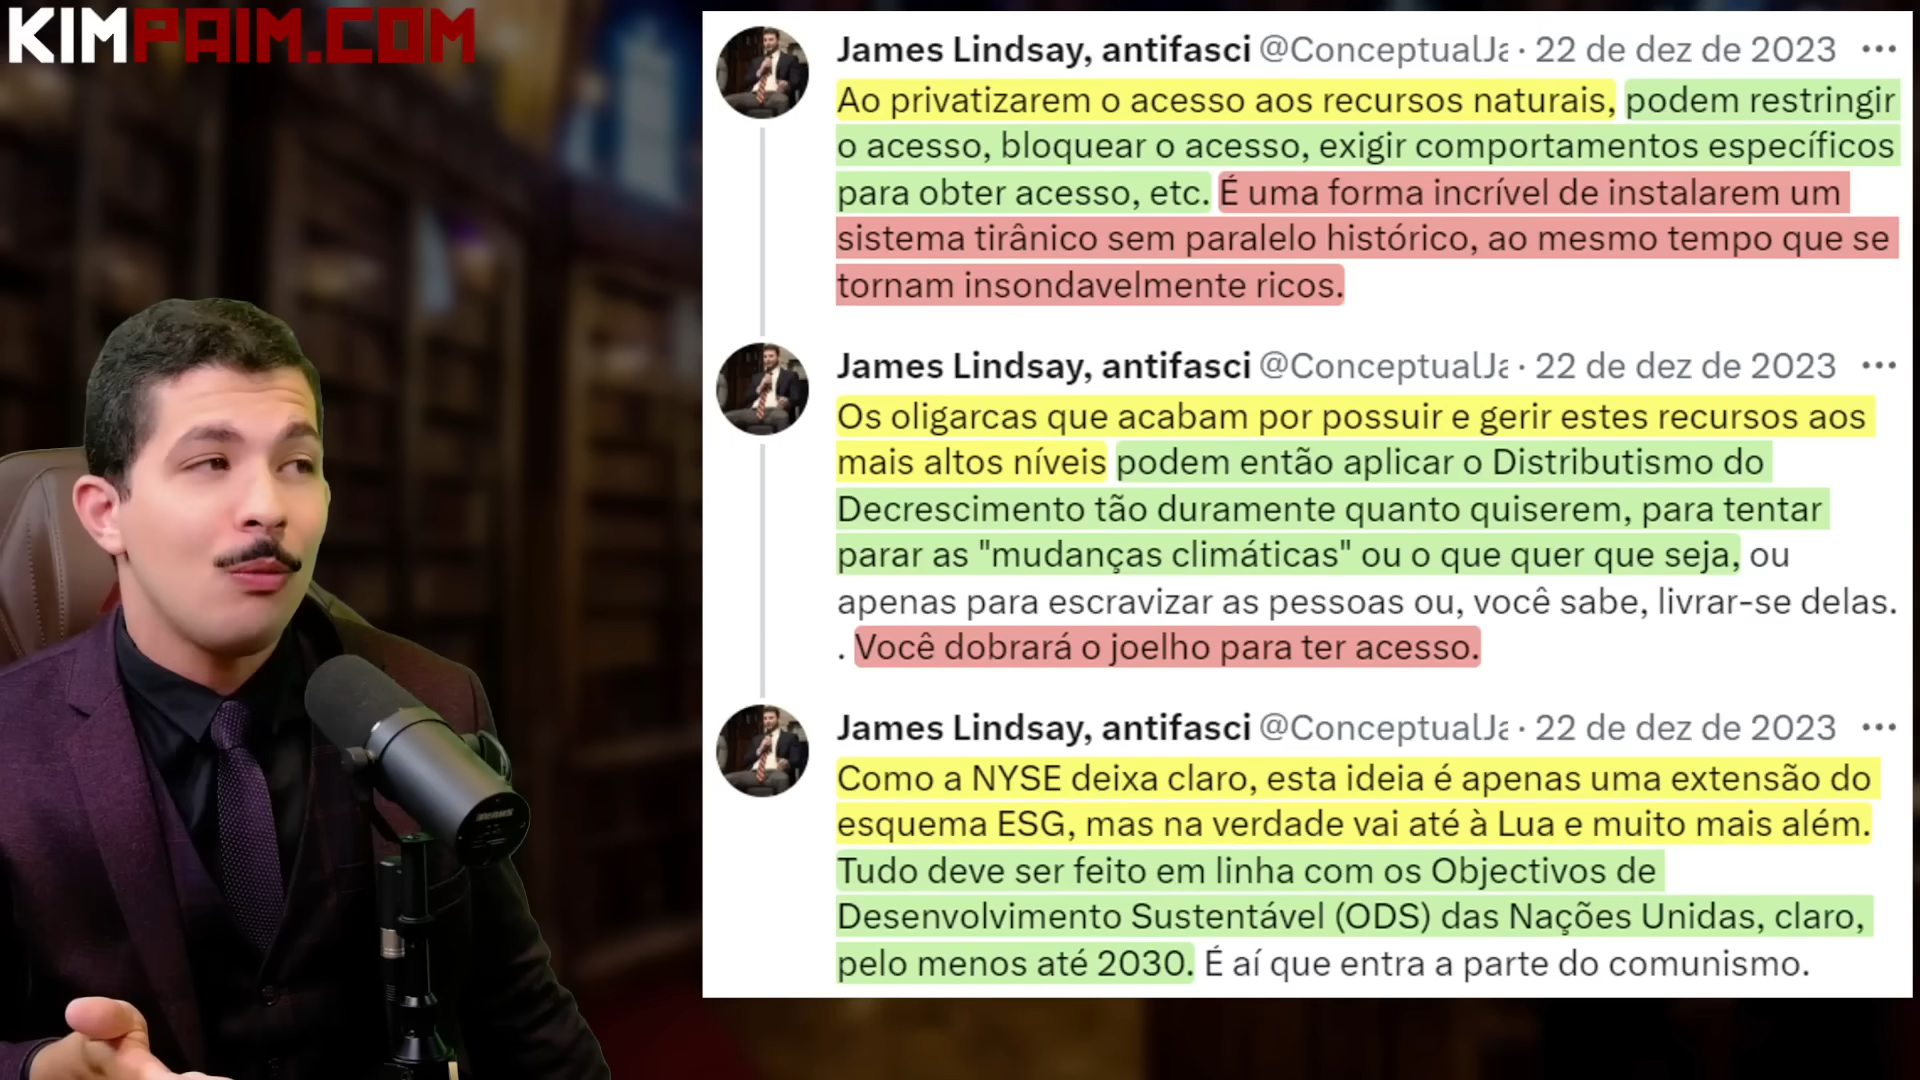 KIMPAIM.COM
James Lindsay, antifasci @ConceptualJa · 22 de dez de 2023
Ao privatizarem o acesso aos recursos naturais, podem restringir
o acesso, bloquear o acesso, exigir comportamentos específicos
para obter acesso, etc. É uma forma incrível de instalarem um
sistema tirânico sem paralelo histórico, ao mesmo tempo que se
tornam insondavelmente ricos.
James Lindsay, antifasci @ConceptualJa · 22 de dez de 2023
Os oligarcas que acabam por possuir e gerir estes recursos aos
mais altos níveis podem então aplicar o Distributismo do
Decrescimento tão duramente quanto quiserem, para tentar
parar as "mudanças climáticas" ou o que quer que seja, ou
apenas para escravizar as pessoas ou, você sabe, livrar-se delas.
. Você dobrará o joelho para ter acesso.
James Lindsay, antifasci @ConceptualJa · 22 de dez de 2023
Como a NYSE deixa claro, esta ideia é apenas uma extensão do
esquema ESG, mas na verdade vai até à Lua e muito mais além.
Tudo deve ser feito em linha com os Objectivos de
Desenvolvimento Sustentável (ODS) das Nações Unidas, claro,
pelo menos até 2030. É aí que entra a parte do comunismo.